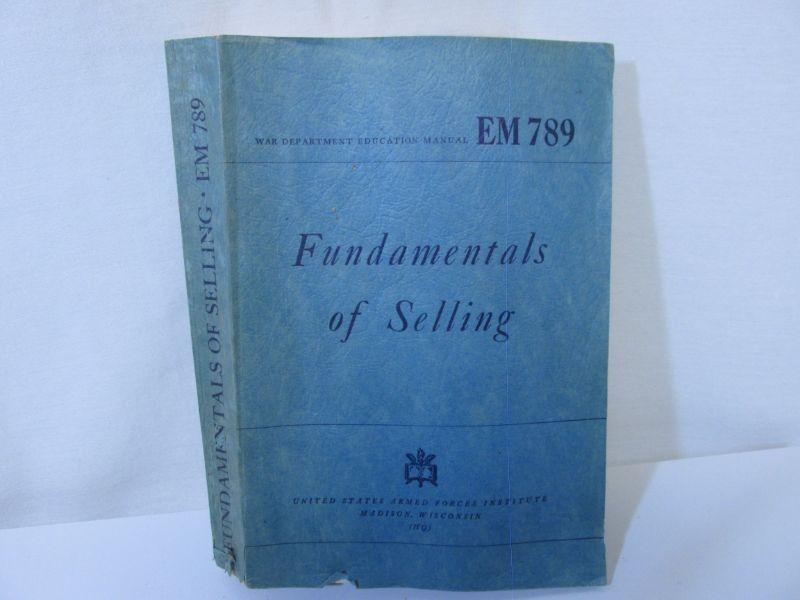 FUNDAMENTALS OF SELLING · EM 789
WAR DEPARTMENT EDUCATION MANUAL EM 789
Fundamentals
of Selling
UNITED STATES ARMED FORCES INSTITUTE
MADISON, WISCONSIN
(HQ)